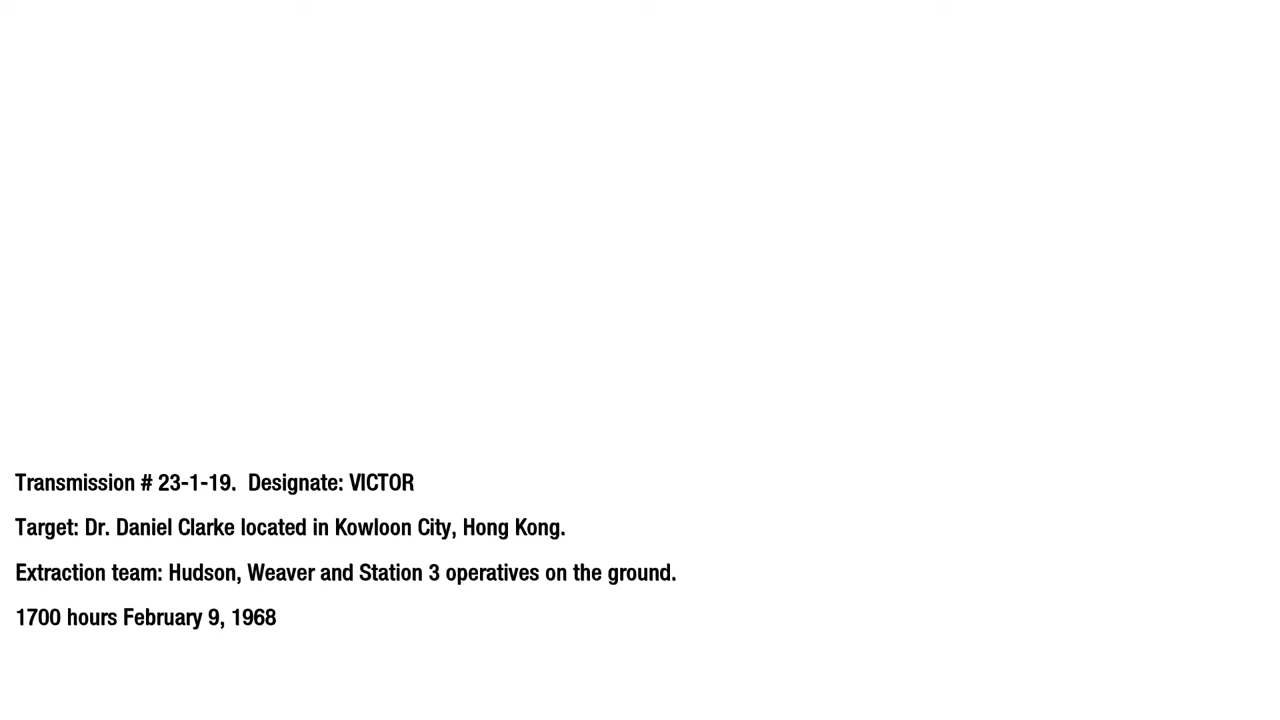 Transmission # 23-1-19.  Designate: VICTOR
Target: Dr. Daniel Clarke located in Kowloon City, Hong Kong.
Extraction team: Hudson, Weaver and Station 3 operatives on the ground.
1700 hours February 9, 1968